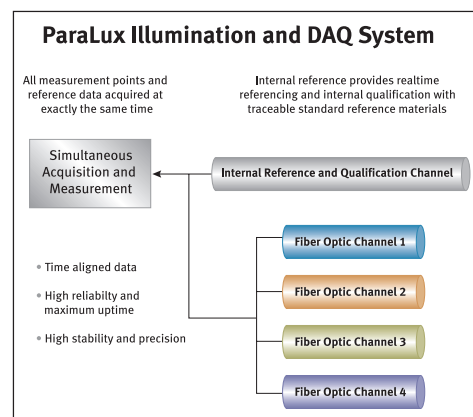 ParaLux Illumination and DAQ System
All measurement points and
reference data acquired at
exactly the same time
Internal reference provides realtime
referencing and internal qualification with
traceable standard reference materials
Simultaneous
Acquisition and
Measurement
Internal Reference and Qualification Channel
Fiber Optic Channel 1
Fiber Optic Channel 2
Fiber Optic Channel 3
Fiber Optic Channel 4
• Time aligned data
• High reliabilty and
maximum uptime
• High stability and precision